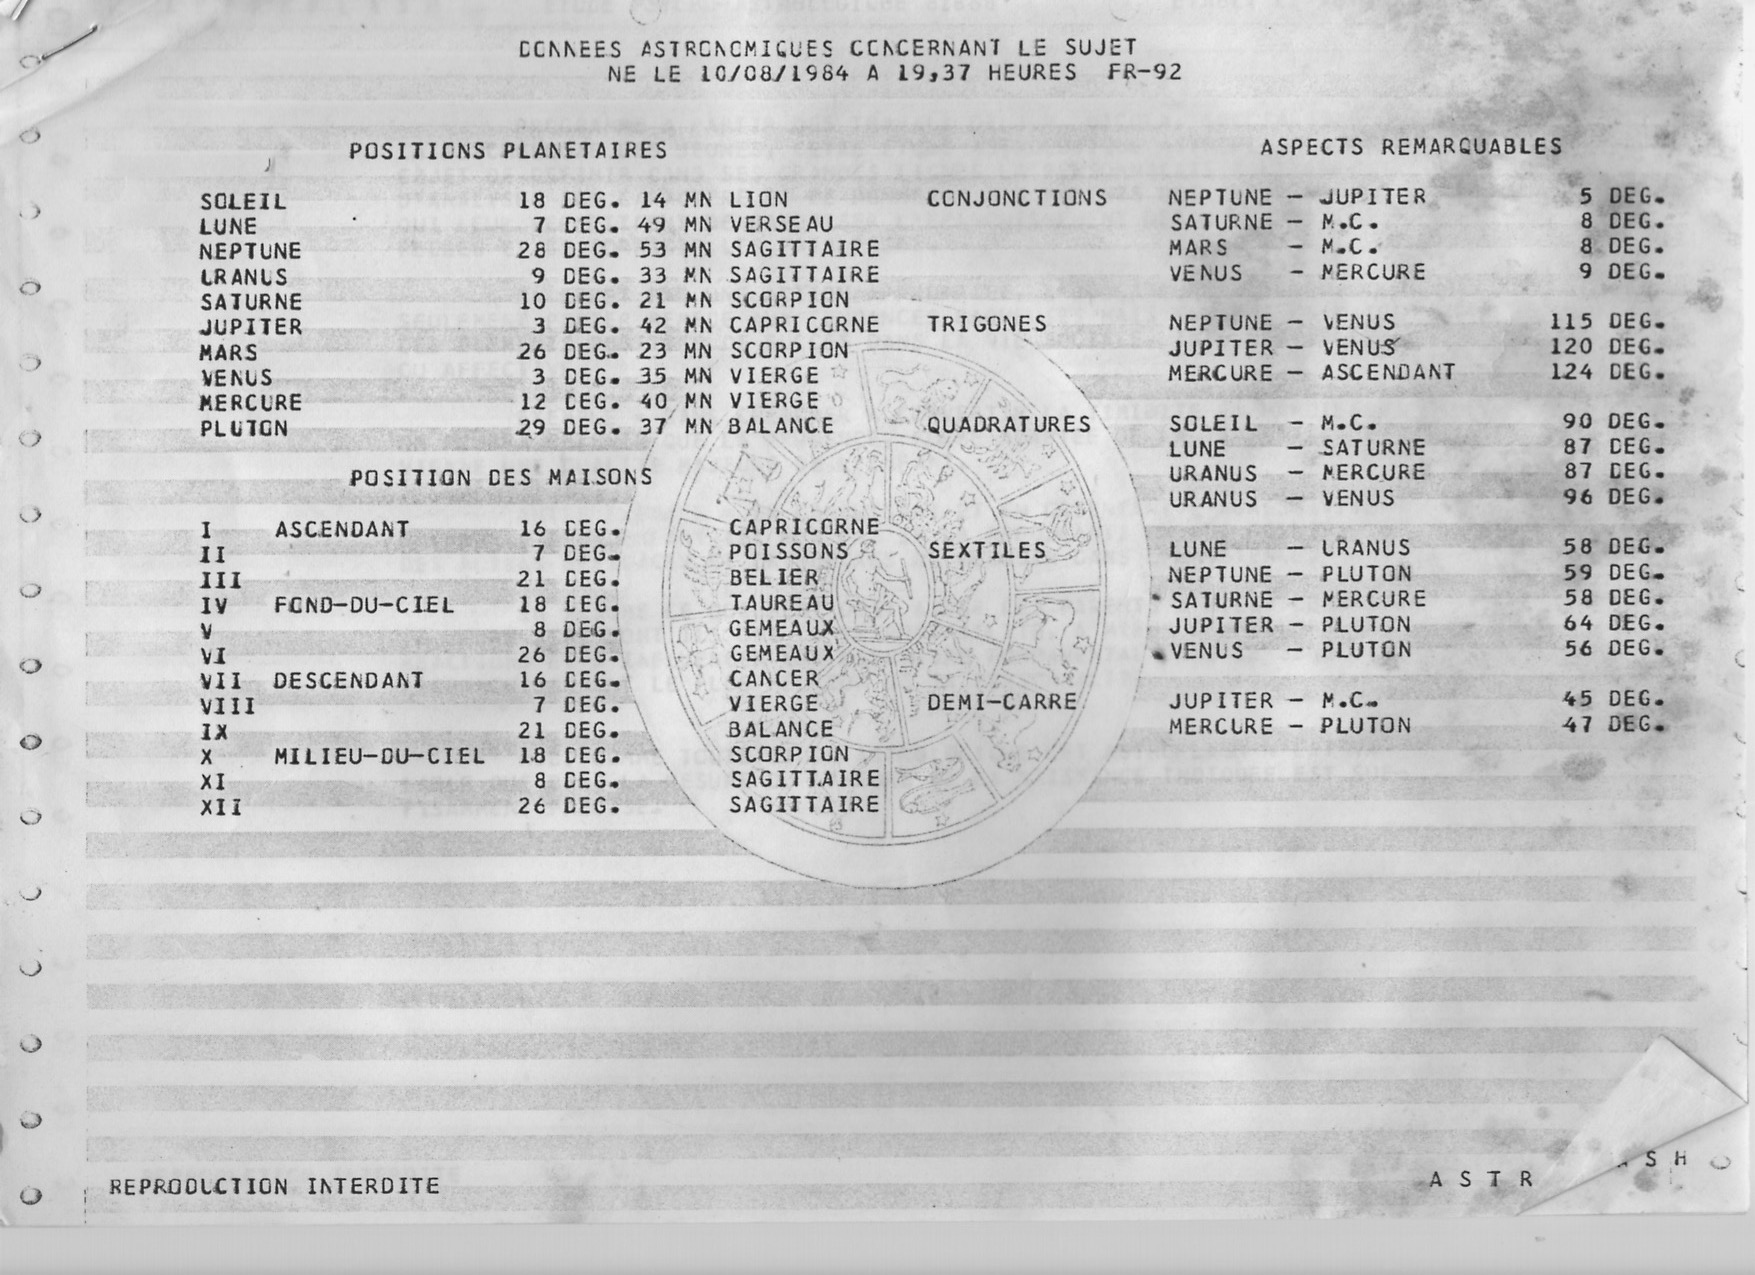 DONNEES ASTRONOMIQUES CONCERNANT LE SUJET
NE LE 10/08/1984 A 19,37 HEURES FR-92
POSITIONS PLANETAIRES
SOLEIL 18 DEG. 14 MN LION
LUNE 7 DEG. 49 MN VERSEAU
NEPTUNE 28 DEG. 53 MN SAGITTAIRE
URANUS 9 DEG. 33 MN SAGITTAIRE
SATURNE 10 DEG. 21 MN SCORPION
JUPITER 3 DEG. 42 MN CAPRICORNE
MARS 26 DEG. 23 MN SCORPION
VENUS 3 DEG. 35 MN VIERGE
MERCURE 12 DEG. 40 MN VIERGE
PLUTON 29 DEG. 37 MN BALANCE
POSITION DES MAISONS
I ASCENDANT 16 DEG. CAPRICORNE
II 7 DEG. POISSONS
III 21 DEG. BELIER
IV FOND-DU-CIEL 18 DEG. TAUREAU
V 8 DEG. GEMEAUX
VI 26 DEG. GEMEAUX
VII DESCENDANT 16 DEG. CANCER
VIII 7 DEG. VIERGE
IX 21 DEG. BALANCE
X MILIEU-DU-CIEL 18 DEG. SCORPION
XI 8 DEG. SAGITTAIRE
XII 26 DEG. SAGITTAIRE
ASPECTS REMARQUABLES
CONJONCTIONS NEPTUNE - JUPITER 5 DEG.
SATURNE - M.C. 8 DEG.
MARS - M.C. 8 DEG.
VENUS - MERCURE 9 DEG.
TRIGONES NEPTUNE - VENUS 115 DEG.
JUPITER - VENUS 120 DEG.
MERCURE - ASCENDANT 124 DEG.
QUADRATURES SOLEIL - M.C. 90 DEG.
LUNE - SATURNE 87 DEG.
URANUS - MERCURE 87 DEG.
URANUS - VENUS 96 DEG.
SEXTILES LUNE - URANUS 58 DEG.
NEPTUNE - PLUTON 59 DEG.
SATURNE - MERCURE 58 DEG.
JUPITER - PLUTON 64 DEG.
VENUS - PLUTON 56 DEG.
DEMI-CARRE JUPITER - M.C. 45 DEG.
MERCURE - PLUTON 47 DEG.
REPRODUCTION INTERDITE
A S T R S H